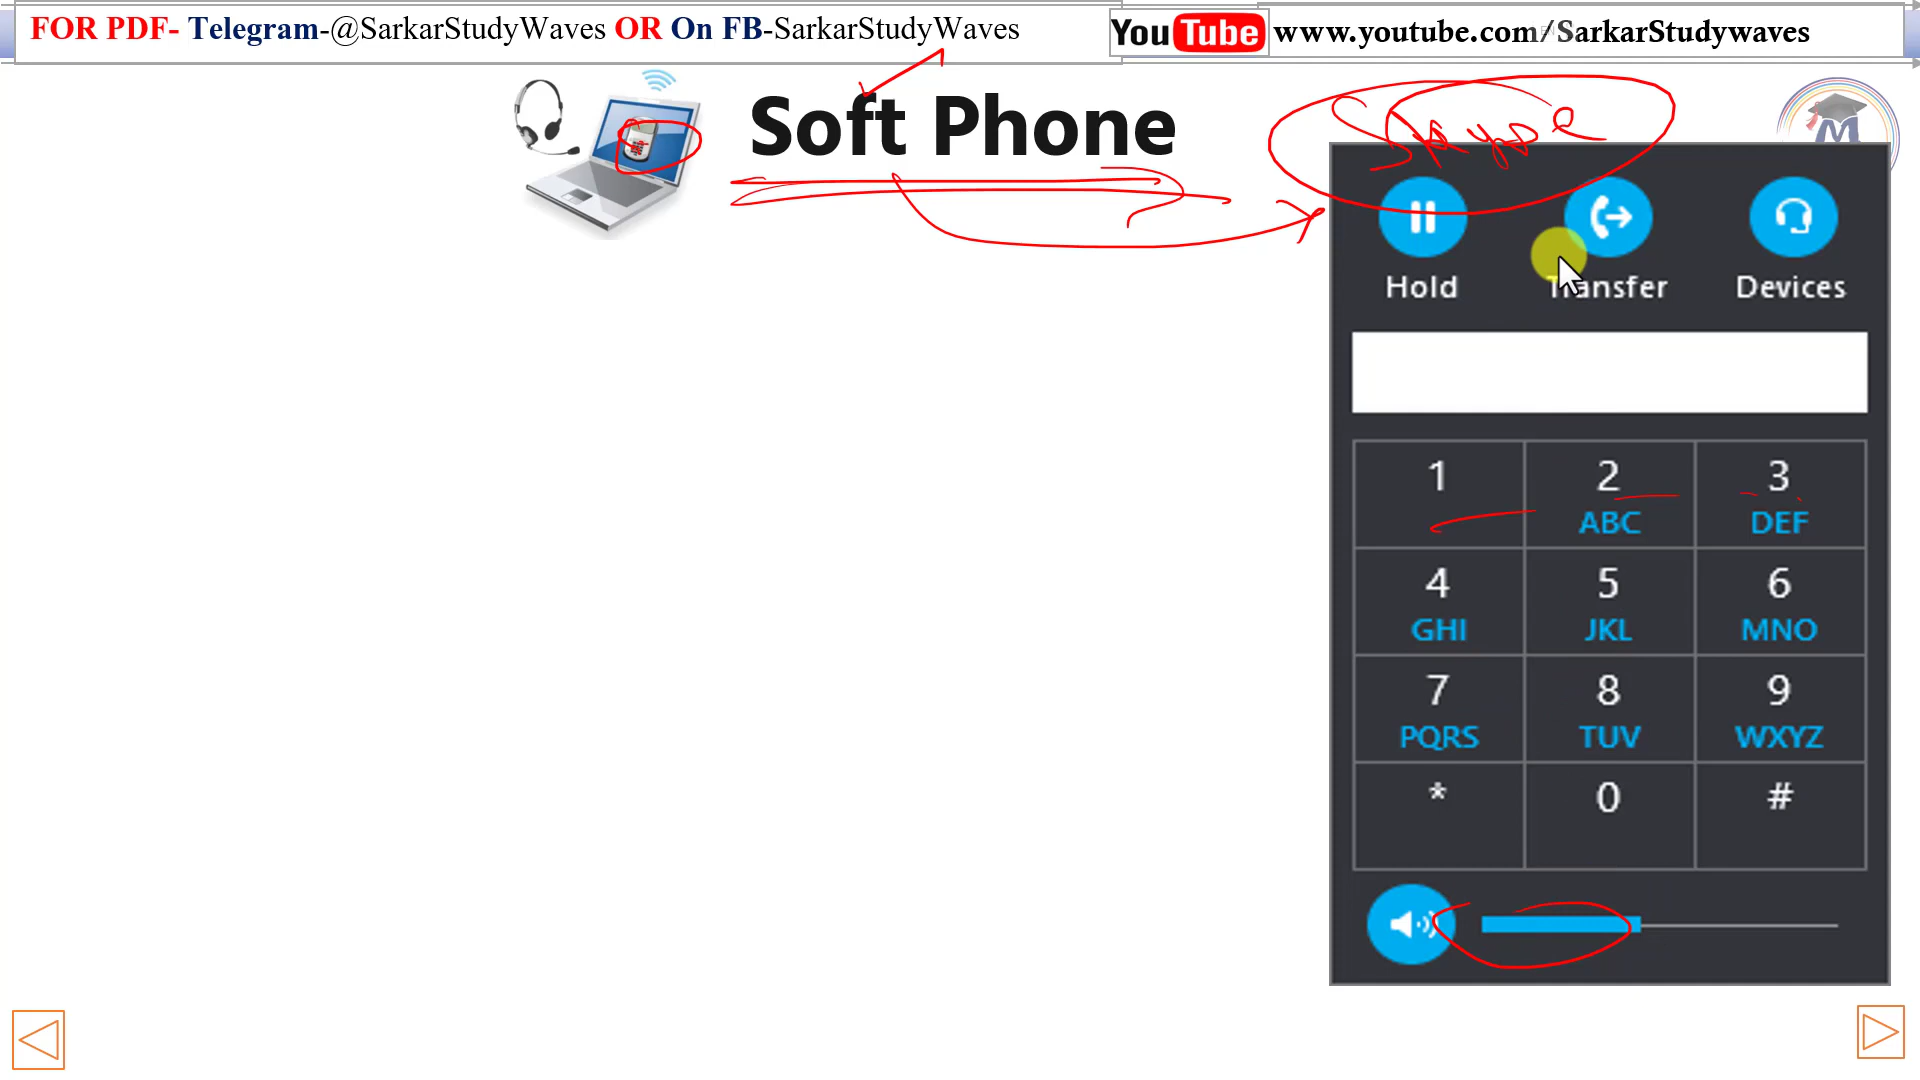 FOR PDF- Telegram-@SarkarStudyWaves OR On FB-SarkarStudyWaves
YouTube www.youtube.com/SarkarStudywaves
Soft Phone
Skype
M
Hold Transfer Devices
1 2 3
ABC DEF
4 5 6
GHI JKL MNO
7 8 9
PQRS TUV WXYZ
* 0 #